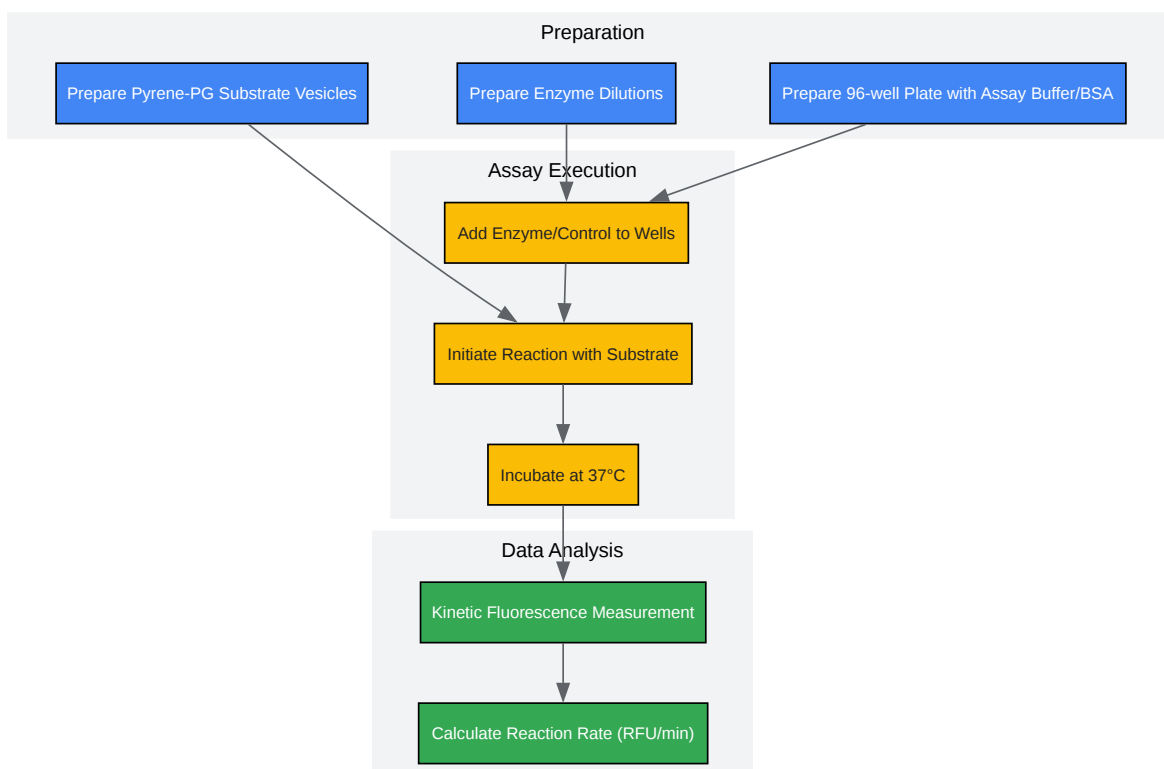 Preparation
Prepare Pyrene-PG Substrate Vesicles
Prepare Enzyme Dilutions
Prepare 96-well Plate with Assay Buffer/BSA
Assay Execution
Add Enzyme/Control to Wells
Initiate Reaction with Substrate
Incubate at 37°C
Data Analysis
Kinetic Fluorescence Measurement
Calculate Reaction Rate (RFU/min)